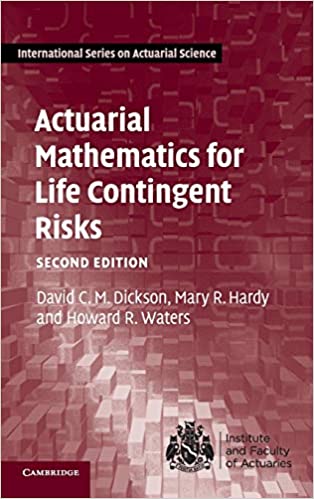 International Series on Actuarial Science
Actuarial
Mathematics for
Life Contingent
Risks
SECOND EDITION
David C. M. Dickson, Mary R. Hardy
and Howard R. Waters
Institute
and Faculty
of Actuaries
CAMBRIDGE